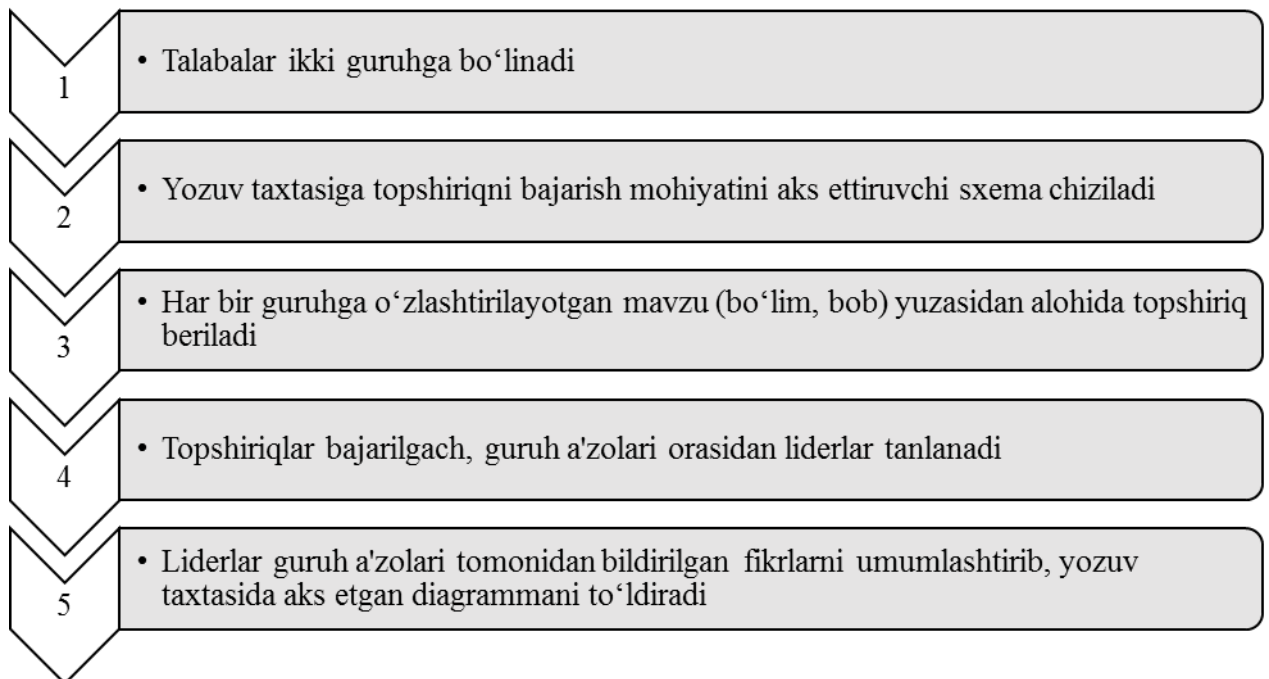 1
• Talabalar ikki guruhga bo‘linadi
2
• Yozuv taxtasiga topshiriqni bajarish mohiyatini aks ettiruvchi sxema chiziladi
3
• Har bir guruhga o‘zlashtirilayotgan mavzu (bo‘lim, bob) yuzasidan alohida topshiriq
beriladi
4
• Topshiriqlar bajarilgach, guruh a'zolari orasidan liderlar tanlanadi
5
• Liderlar guruh a'zolari tomonidan bildirilgan fikrlarni umumlashtirib, yozuv
taxtasida aks etgan diagrammani to‘ldiradi